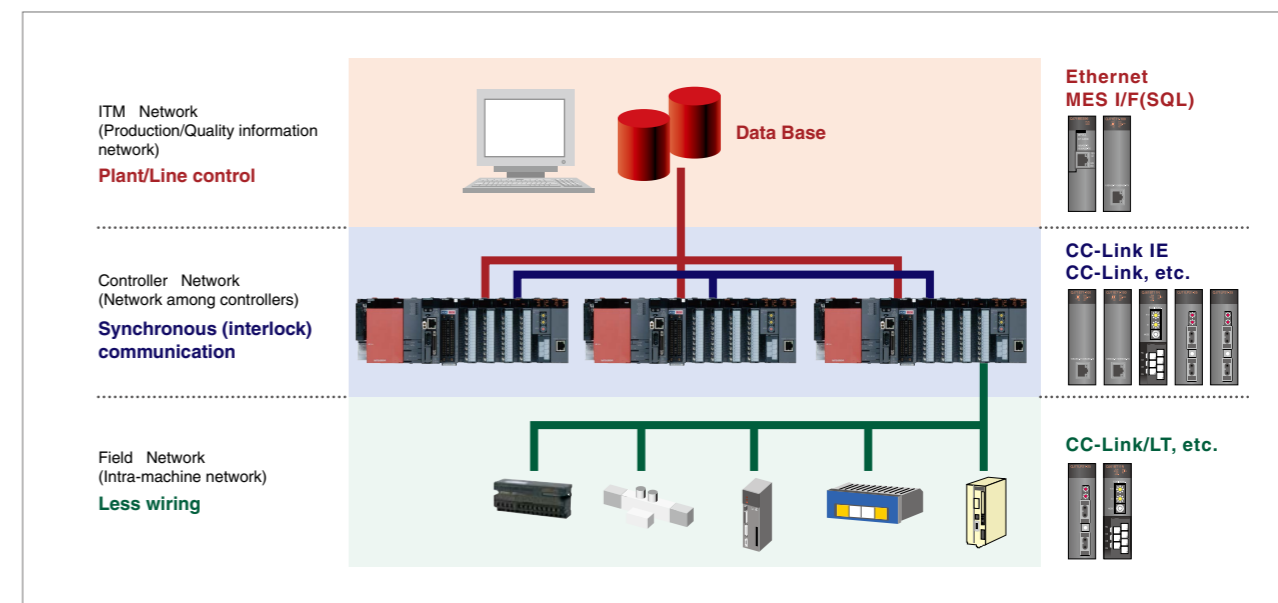 ITM Network
(Production/Quality information
network)
Plant/Line control
Data Base
Ethernet
MES I/F(SQL)
Controller Network
(Network among controllers)
Synchronous (interlock)
communication
CC-Link IE
CC-Link, etc.
Field Network
(Intra-machine network)
Less wiring
CC-Link/LT, etc.